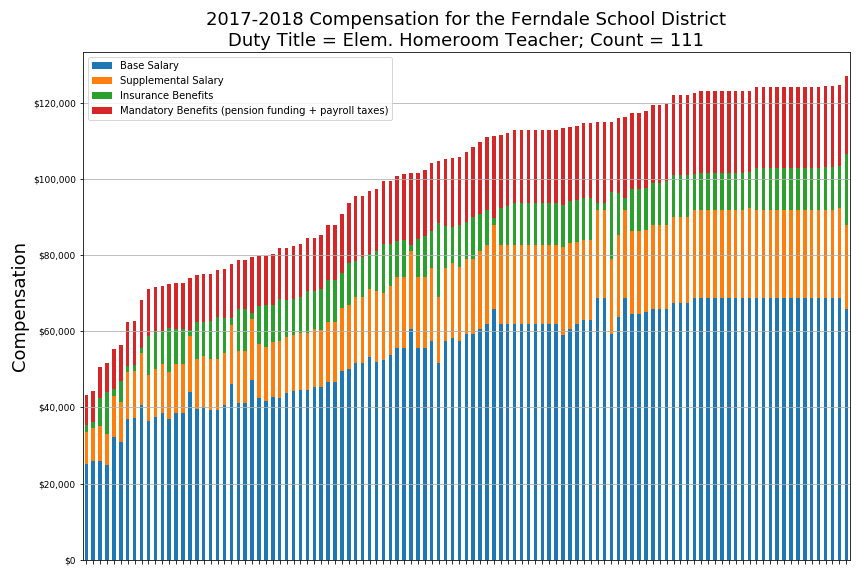 2017-2018 Compensation for the Ferndale School District
Duty Title = Elem. Homeroom Teacher; Count = 111
Base Salary
Supplemental Salary
Insurance Benefits
Mandatory Benefits (pension funding + payroll taxes)
$120,000
$100,000
$80,000
$60,000
$40,000
$20,000
$0
Compensation